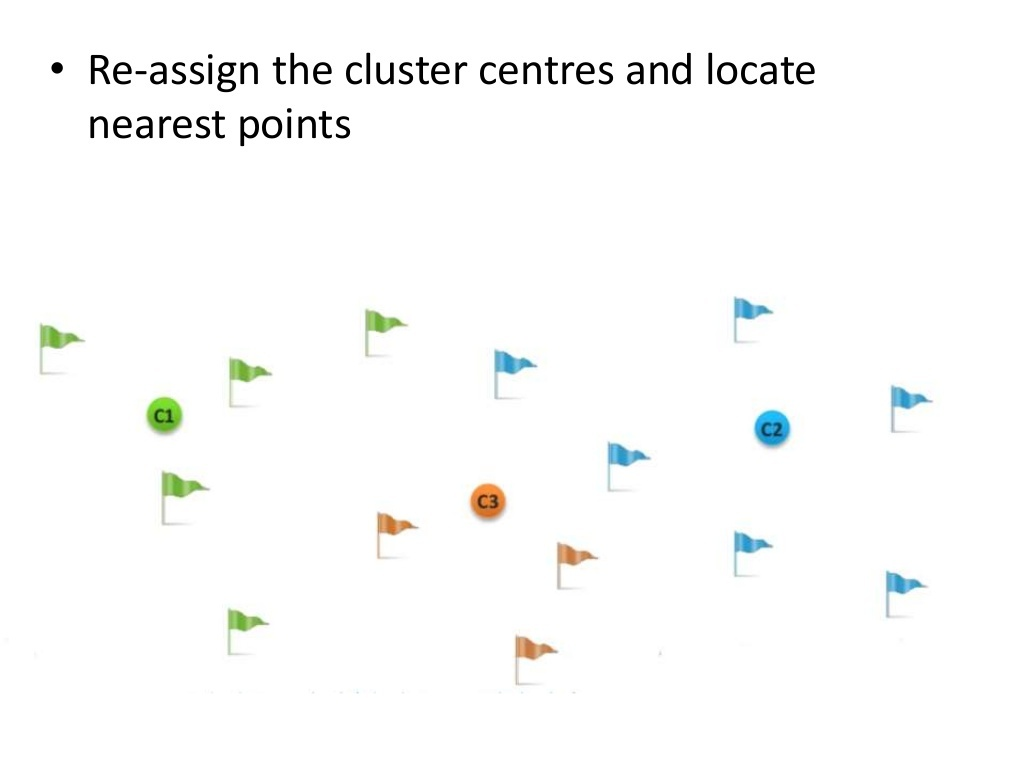 • Re-assign the cluster centres and locate
nearest points
C1
C2
C3